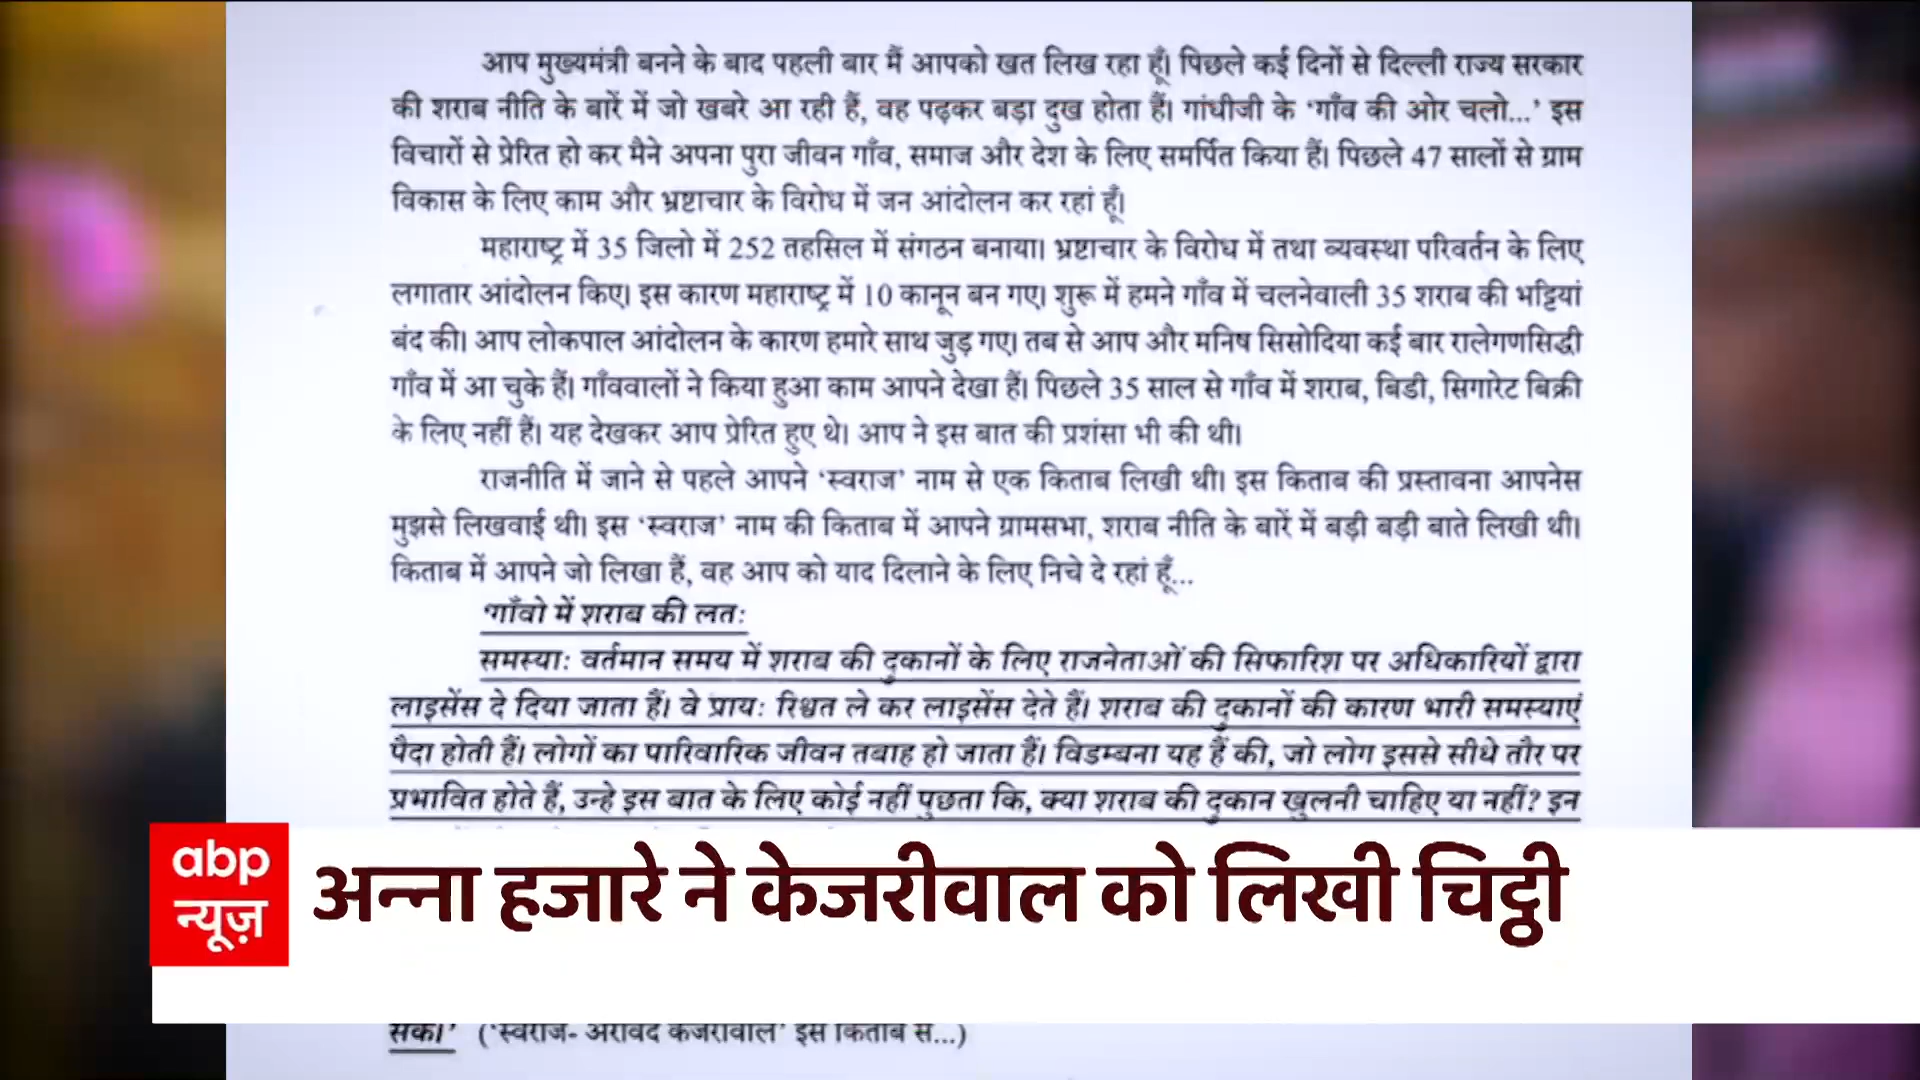 आप मुख्यमंत्री बनने के बाद पहली बार मैं आपको खत लिख रहा हूँ। पिछले कई दिनों से दिल्ली राज्य सरकार
की शराब नीति के बारें में जो खबरे आ रही हैं, वह पढ़कर बड़ा दुख होता हैं। गांधीजी के ‘गाँव की ओर चलो...’ इस
विचारों से प्रेरित हो कर मैने अपना पुरा जीवन गाँव, समाज और देश के लिए समर्पित किया हैं। पिछले 47 सालों से ग्राम
विकास के लिए काम और भ्रष्टाचार के विरोध में जन आंदोलन कर रहां हूँ।
महाराष्ट्र में 35 जिलो में 252 तहसिल में संगठन बनाया। भ्रष्टाचार के विरोध में तथा व्यवस्था परिवर्तन के लिए
लगातार आंदोलन किए। इस कारण महाराष्ट्र में 10 कानून बन गए। शुरू में हमने गाँव में चलनेवाली 35 शराब की भट्टियां
बंद की। आप लोकपाल आंदोलन के कारण हमारे साथ जुड़ गए। तब से आप और मनिष सिसोदिया कई बार रालेगणसिद्धी
गाँव में आ चुके हैं। गाँववालों ने किया हुआ काम आपने देखा हैं। पिछले 35 साल से गाँव में शराब, बिडी, सिगारेट बिक्री
के लिए नहीं हैं। यह देखकर आप प्रेरित हुए थे। आप ने इस बात की प्रशंसा भी की थी।
राजनीति में जाने से पहले आपने ‘स्वराज’ नाम से एक किताब लिखी थी। इस किताब की प्रस्तावना आपनेस
मुझसे लिखवाई थी। इस ‘स्वराज’ नाम की किताब में आपने ग्रामसभा, शराब नीति के बारें में बड़ी बड़ी बाते लिखी थी।
किताब में आपने जो लिखा हैं, वह आप को याद दिलाने के लिए निचे दे रहां हूँ...
‘गाँवो में शराब की लतः
समस्याः वर्तमान समय में शराब की दुकानों के लिए राजनेताओं की सिफारिश पर अधिकारियों द्वारा
लाइसेंस दे दिया जाता हैं। वे प्रायः रिश्वत ले कर लाइसेंस देते हैं। शराब की दुकानों की कारण भारी समस्याएं
पैदा होती हैं। लोगों का पारिवारिक जीवन तबाह हो जाता हैं। विडम्बना यह हैं की, जो लोग इससे सीधे तौर पर
प्रभावित होते हैं, उन्हे इस बात के लिए कोई नहीं पुछता कि, क्या शराब की दुकान खुलनी चाहिए या नहीं? इन
abp
न्यूज़
अन्ना हजारे ने केजरीवाल को लिखी चिट्ठी
सके।’ (‘स्वराज- अरविंद केजरीवाल’ इस किताब से...)